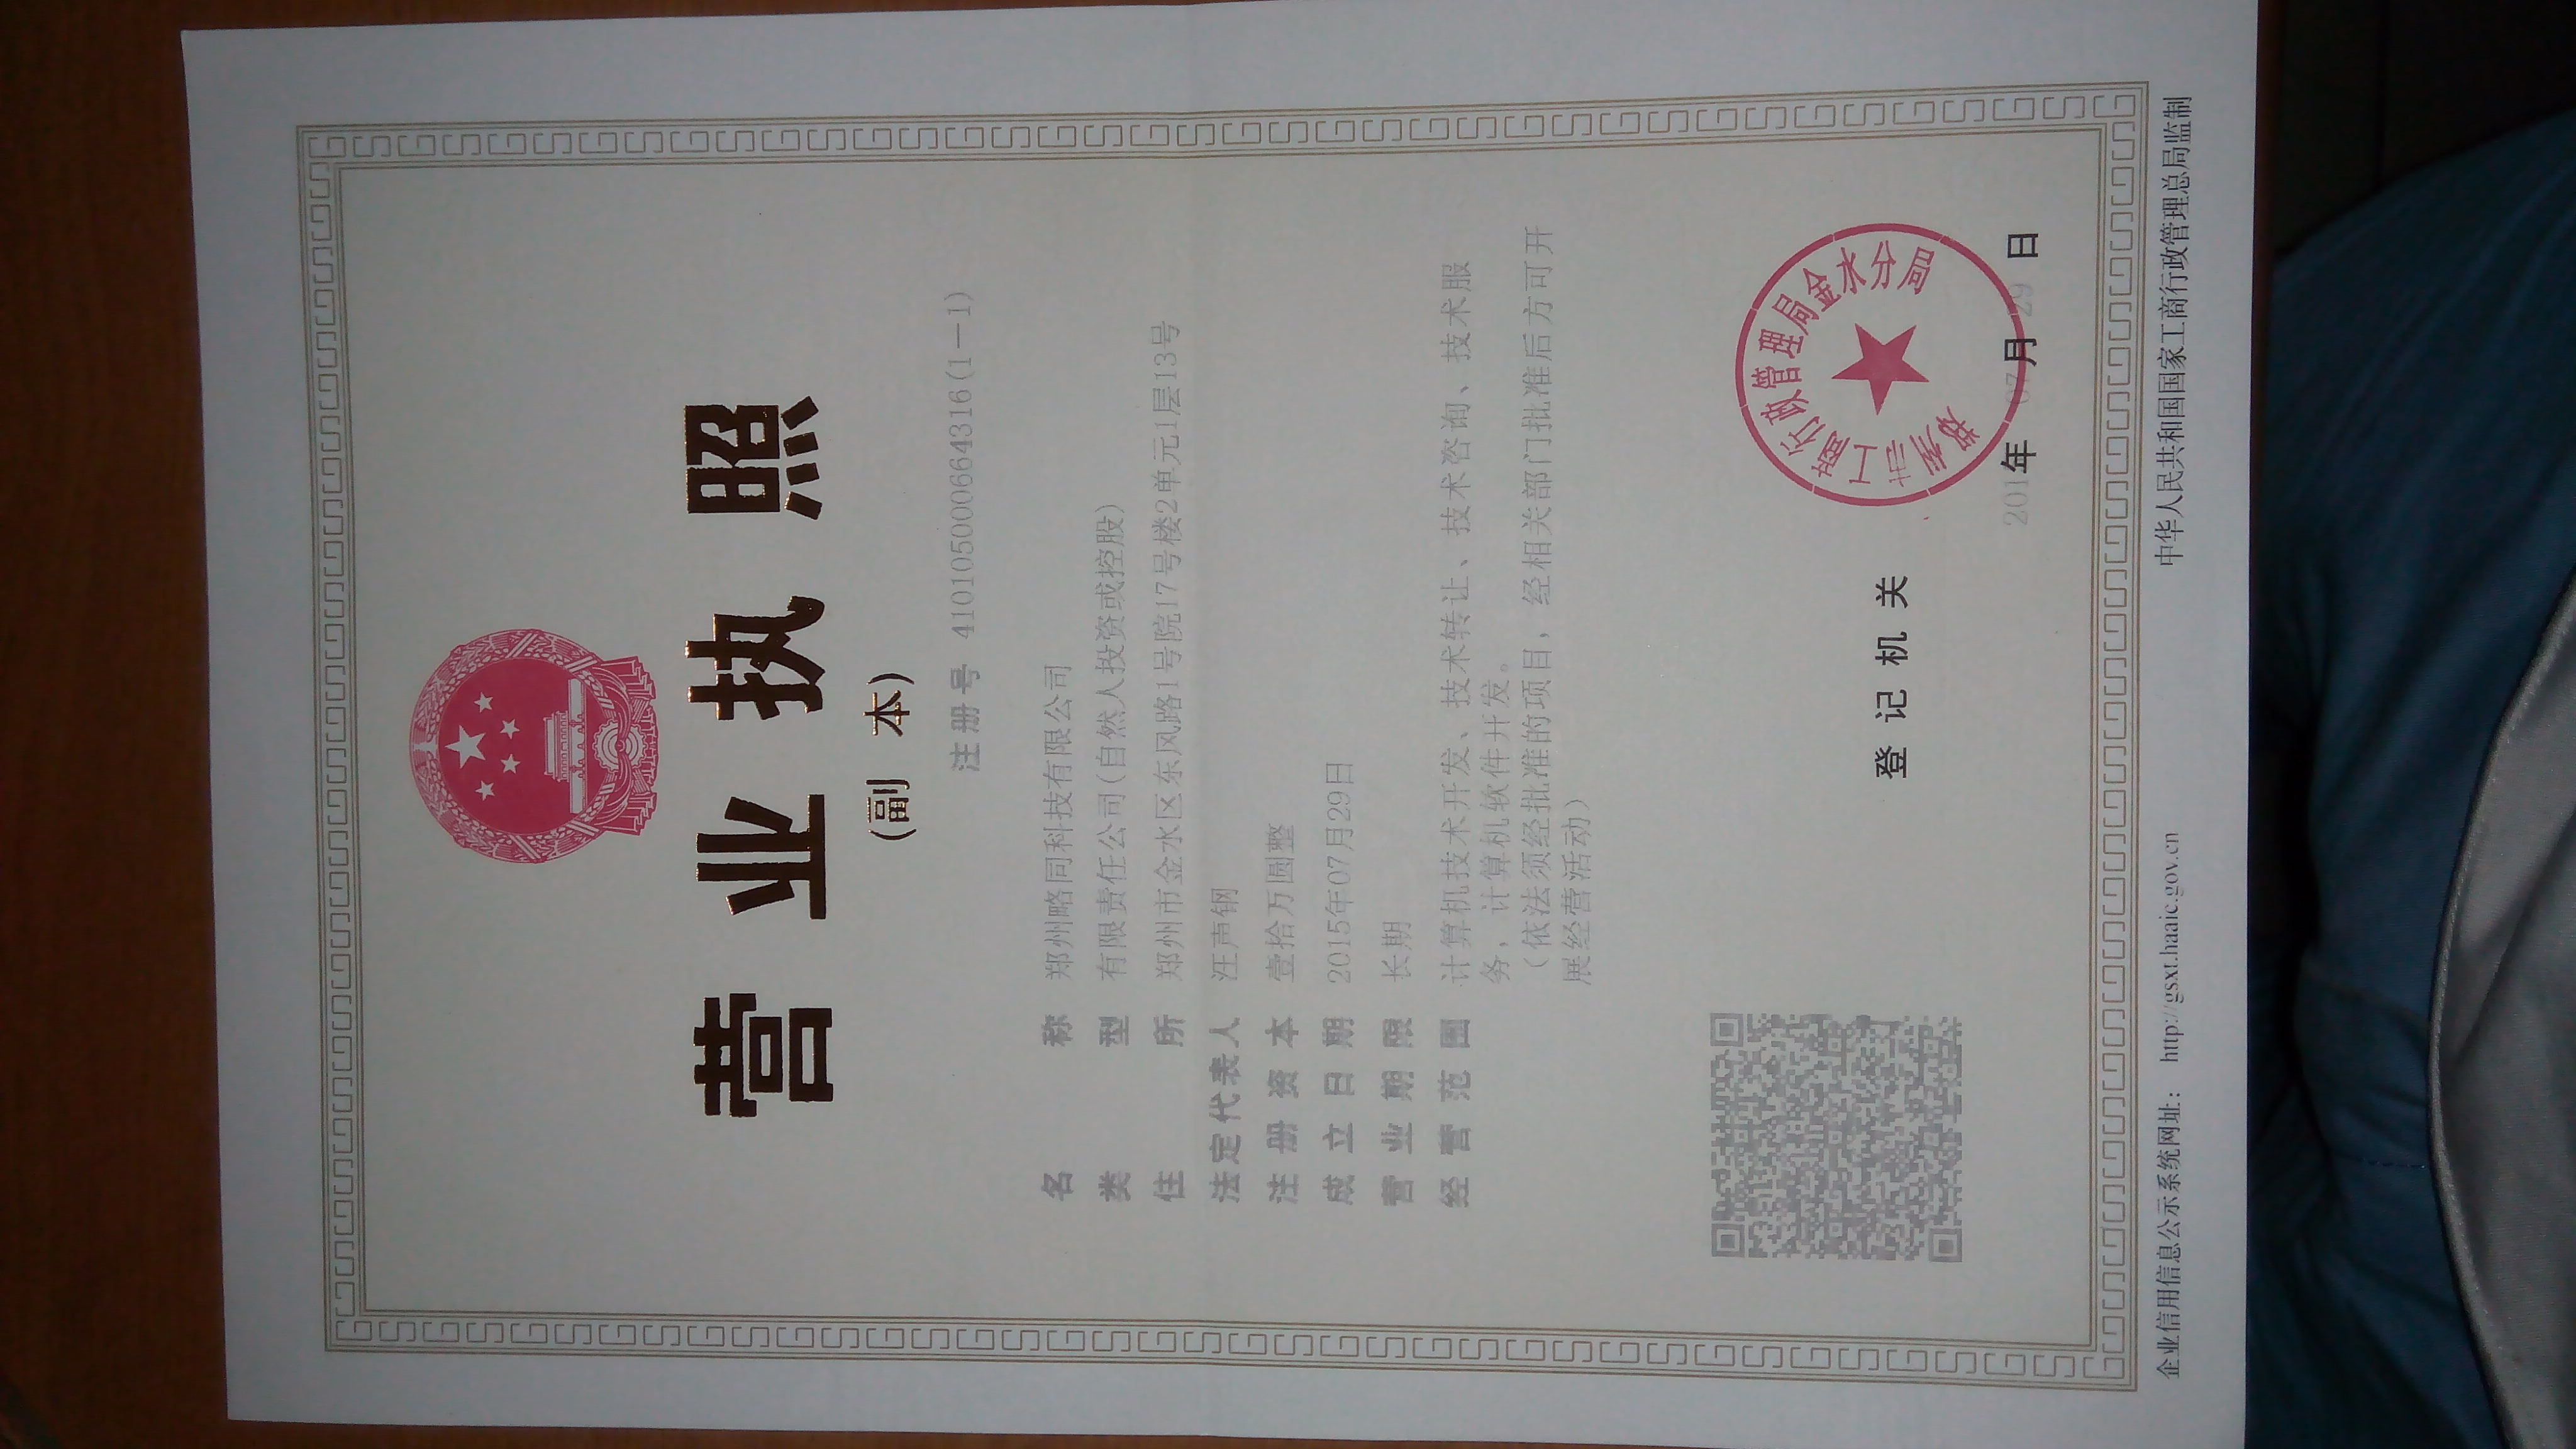 营业执照
(副本)
注册号 410105000664316(1-1)
名称 郑州略同科技有限公司
类型 有限责任公司(自然人投资或控股)
住所 郑州市金水区东风路1号院17号楼2单元1层13号
法定代表人 汪声钢
注册资本 壹拾万圆整
成立日期 2015年07月29日
营业期限 长期
经营范围 计算机技术开发、技术转让、技术咨询、技术服
务,计算机软件开发。
(依法须经批准的项目,经相关部门批准后方可开
展经营活动)
登记机关
郑州市工商行政管理局金水分局
201年07月29日
企业信用信息公示系统网址: http://gsxt.haaic.gov.cn
中华人民共和国国家工商行政管理总局监制